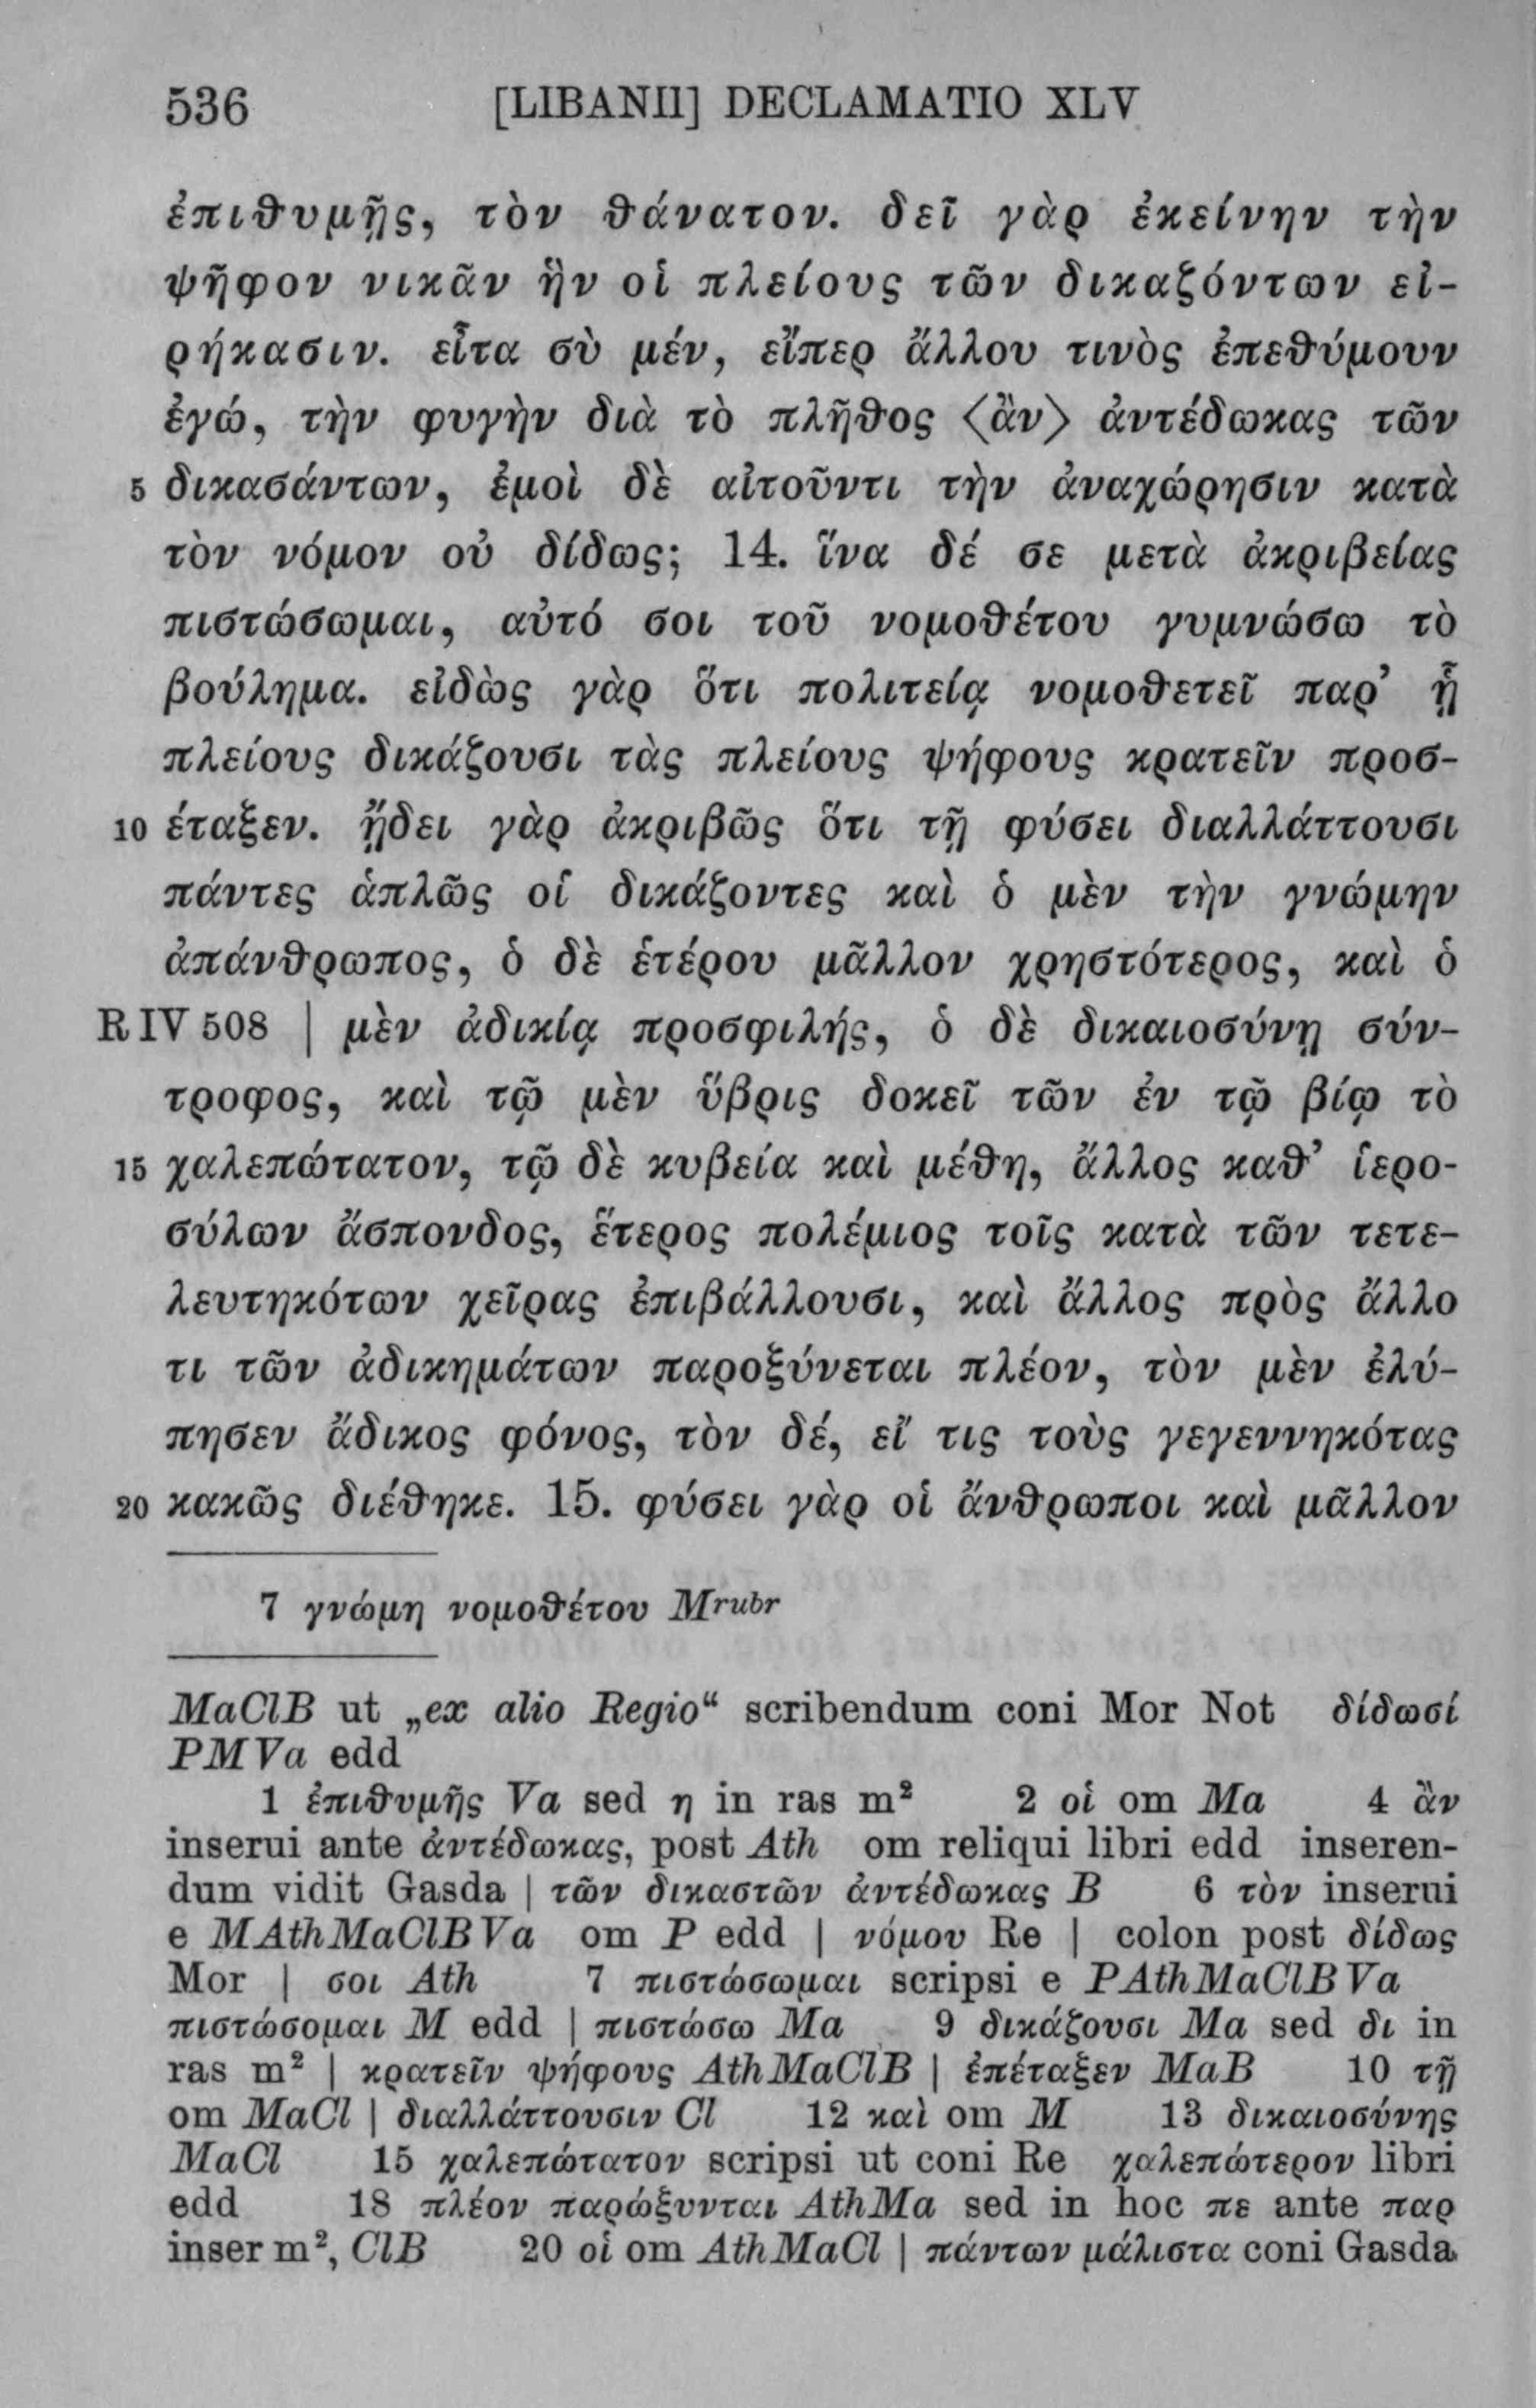 536 [LIBANII] DECLAMATIO XLV
ἐπιθυμῇς, τὸν θάνατον. δεῖ γὰρ ἐκείνην τὴν
ψῆφον νικᾶν ἣν οἱ πλείους τῶν δικαζόντων εἰ-
ρήκασιν. εἶτα σὺ μέν, εἴπερ ἄλλου τινὸς ἐπεθύμουν
ἐγώ, τὴν φυγὴν διὰ τὸ πλῆθος ⟨ἂν⟩ ἀντέδωκας τῶν
5 δικασάντων, ἐμοὶ δὲ αἰτοῦντι τὴν ἀναχώρησιν κατὰ
τὸν νόμον οὐ δίδως; 14. ἵνα δέ σε μετὰ ἀκριβείας
πιστώσωμαι, αὐτό σοι τοῦ νομοθέτου γυμνώσω τὸ
βούλημα. εἰδὼς γὰρ ὅτι πολιτείᾳ νομοθετεῖ παρ’ ᾗ
πλείους δικάζουσι τὰς πλείους ψήφους κρατεῖν προσ-
10 έταξεν. ᾔδει γὰρ ἀκριβῶς ὅτι τῇ φύσει διαλλάττουσι
πάντες ἁπλῶς οἱ δικάζοντες καὶ ὁ μὲν τὴν γνώμην
ἀπάνθρωπος, ὁ δὲ ἑτέρου μᾶλλον χρηστότερος, καὶ ὁ
R IV 508 | μὲν ἀδικίᾳ προσφιλής, ὁ δὲ δικαιοσύνῃ σύν-
τροφος, καὶ τῷ μὲν ὕβρις δοκεῖ τῶν ἐν τῷ βίῳ τὸ
15 χαλεπώτατον, τῷ δὲ κυβεία καὶ μέθη, ἄλλος καθ’ ἱερο-
σύλων ἄσπονδος, ἕτερος πολέμιος τοῖς κατὰ τῶν τετε-
λευτηκότων χεῖρας ἐπιβάλλουσι, καὶ ἄλλος πρὸς ἄλλο
τι τῶν ἀδικημάτων παροξύνεται πλέον, τὸν μὲν ἐλύ-
πησεν ἄδικος φόνος, τὸν δέ, εἴ τις τοὺς γεγεννηκότας
20 κακῶς διέθηκε. 15. φύσει γὰρ οἱ ἄνθρωποι καὶ μᾶλλον
7 γνώμη νομοθέτου Mrubr
MaClB ut „ex alio Regio“ scribendum coni Mor Not δίδωσί
PMVa edd
1 ἐπιθυμῆς Va sed η in ras m² 2 οἱ om Ma 4 ἂν
inserui ante ἀντέδωκας, post Ath om reliqui libri edd inseren-
dum vidit Gasda | τῶν δικαστῶν ἀντέδωκας B 6 τὸν inserui
e MAthMaClBVa om P edd | νόμου Re | colon post δίδως
Mor | σοι Ath 7 πιστώσωμαι scripsi e PAthMaClBVa
πιστώσομαι M edd | πιστώσω Ma 9 δικάζουσι Ma sed δι in
ras m² | κρατεῖν ψήφους AthMaClB | ἐπέταξεν MaB 10 τῇ
om MaCl | διαλλάττουσιν Cl 12 καὶ om M 13 δικαιοσύνης
MaCl 15 χαλεπώτατον scripsi ut coni Re χαλεπώτερον libri
edd 18 πλέον παρώξυνται AthMa sed in hoc πε ante παρ
inser m², ClB 20 οἱ om AthMaCl | πάντων μάλιστα coni Gasda